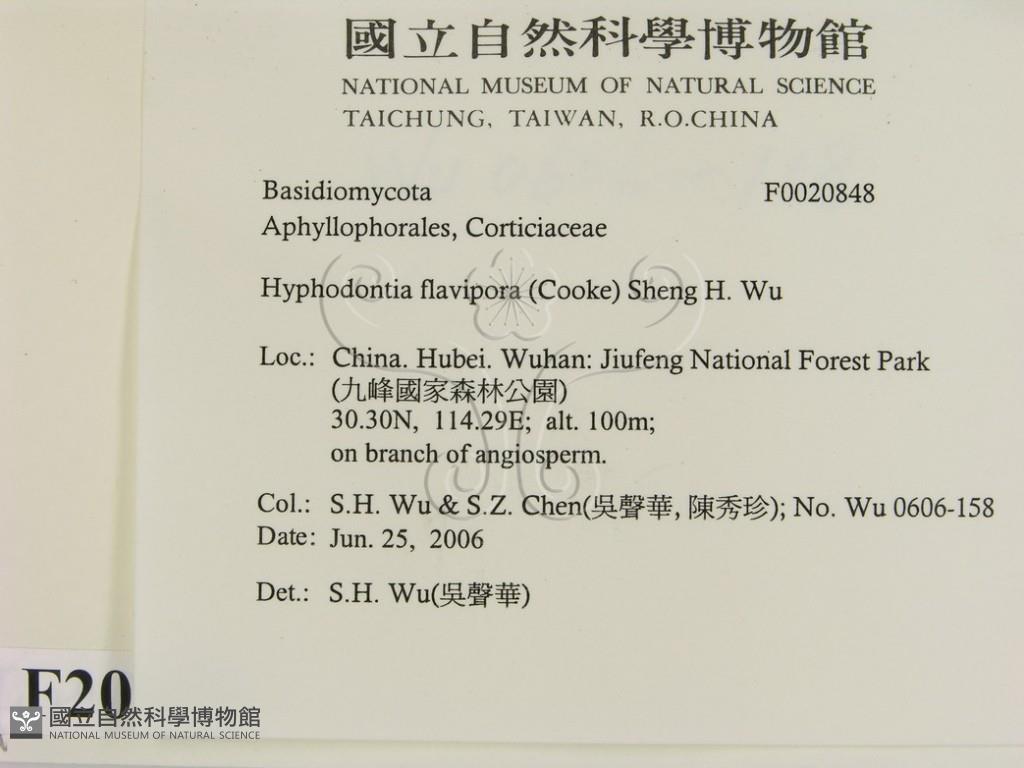 國立自然科學博物館
NATIONAL MUSEUM OF NATURAL SCIENCE
TAICHUNG, TAIWAN, R.O.CHINA
Basidiomycota F0020848
Aphyllophorales, Corticiaceae
Hyphodontia flavipora (Cooke) Sheng H. Wu
Loc.: China. Hubei. Wuhan: Jiufeng National Forest Park
(九峰國家森林公園)
30.30N, 114.29E; alt. 100m;
on branch of angiosperm.
Col.: S.H. Wu & S.Z. Chen(吳聲華, 陳秀珍); No. Wu 0606-158
Date: Jun. 25, 2006
Det.: S.H. Wu(吳聲華)
F20
國立自然科學博物館
NATIONAL MUSEUM OF NATURAL SCIENCE